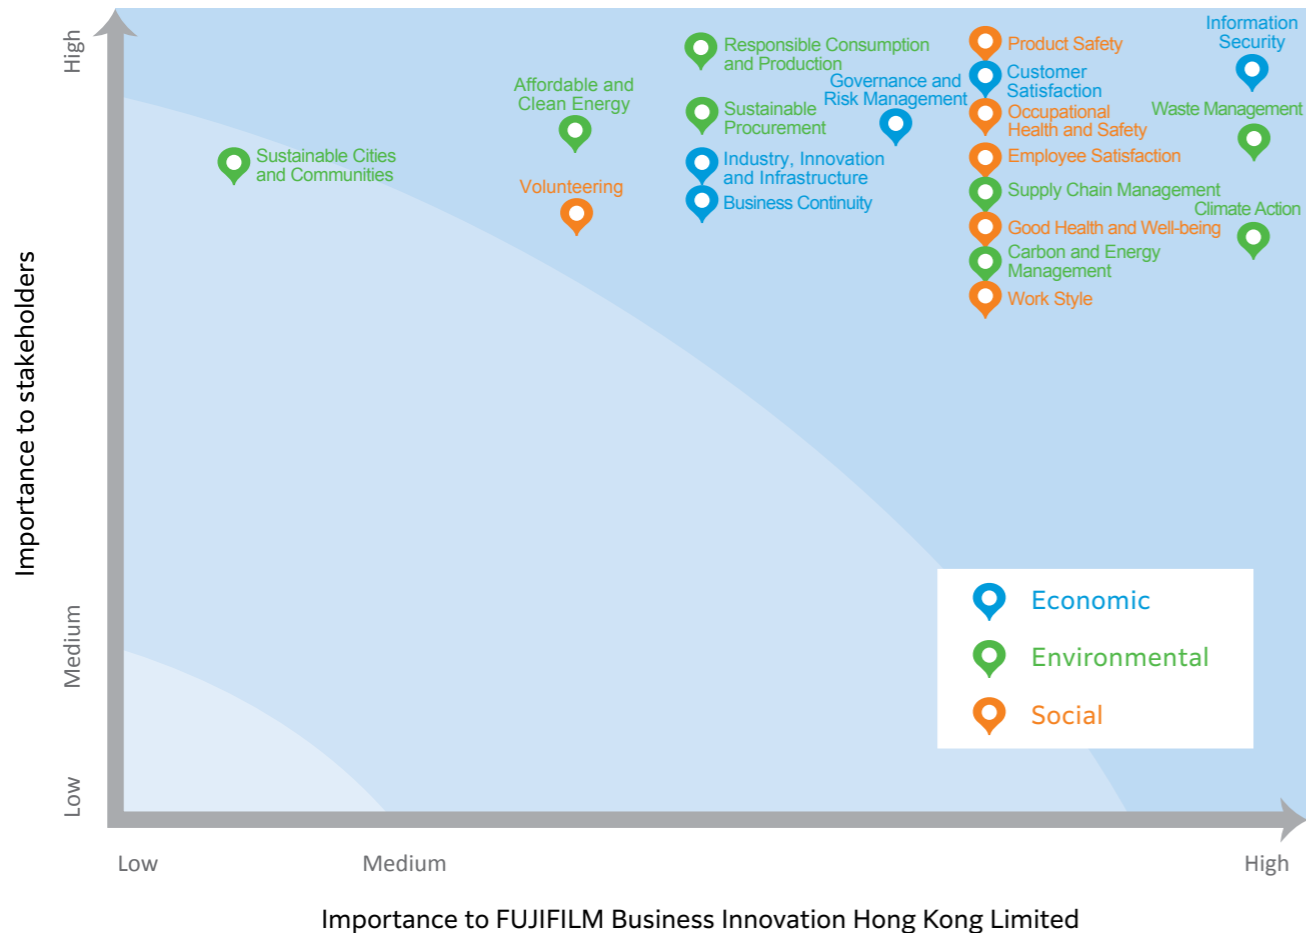 Importance to stakeholders
High
Medium
Low
Sustainable Cities
and Communities
Affordable and
Clean Energy
Volunteering
Responsible Consumption
and Production
Sustainable
Procurement
Industry, Innovation
and Infrastructure
Business Continuity
Governance and
Risk Management
Product Safety
Customer
Satisfaction
Occupational
Health and Safety
Employee Satisfaction
Supply Chain Management
Good Health and Well-being
Carbon and Energy
Management
Work Style
Information
Security
Waste Management
Climate Action
Economic
Environmental
Social
Low
Medium
High
Importance to FUJIFILM Business Innovation Hong Kong Limited